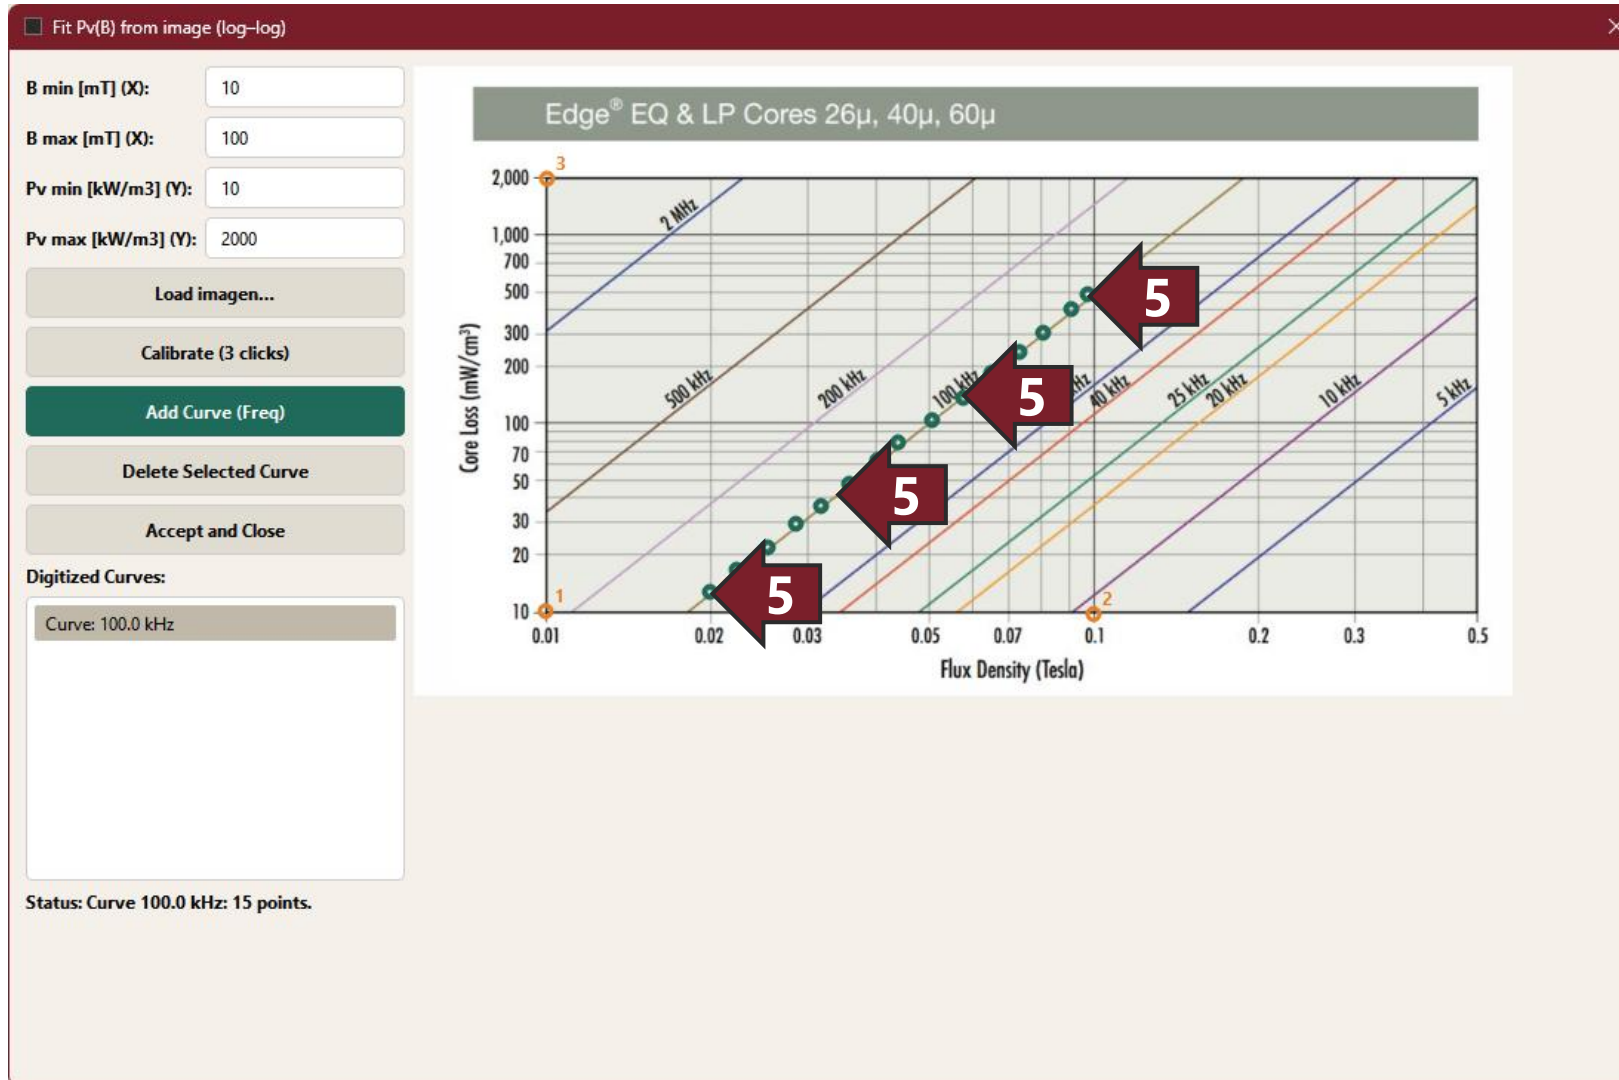 Fit Pv(B) from image (log–log)
B min [mT] (X):
10
B max [mT] (X):
100
Pv min [kW/m3] (Y):
10
Pv max [kW/m3] (Y):
2000
Load imagen...
Calibrate (3 clicks)
Add Curve (Freq)
Delete Selected Curve
Accept and Close
Digitized Curves:
Curve: 100.0 kHz
Status: Curve 100.0 kHz: 15 points.
Edge® EQ & LP Cores 26µ, 40µ, 60µ
Core Loss (mW/cm³)
2,000
1,000
700
500
300
200
100
70
50
30
20
10
3
1
2
2 MHz
500 kHz
200 kHz
100 kHz
kHz
40 kHz
25 kHz
20 kHz
10 kHz
5 kHz
5
5
5
5
0.01
0.02
0.03
0.05
0.07
0.1
0.2
0.3
0.5
Flux Density (Tesla)